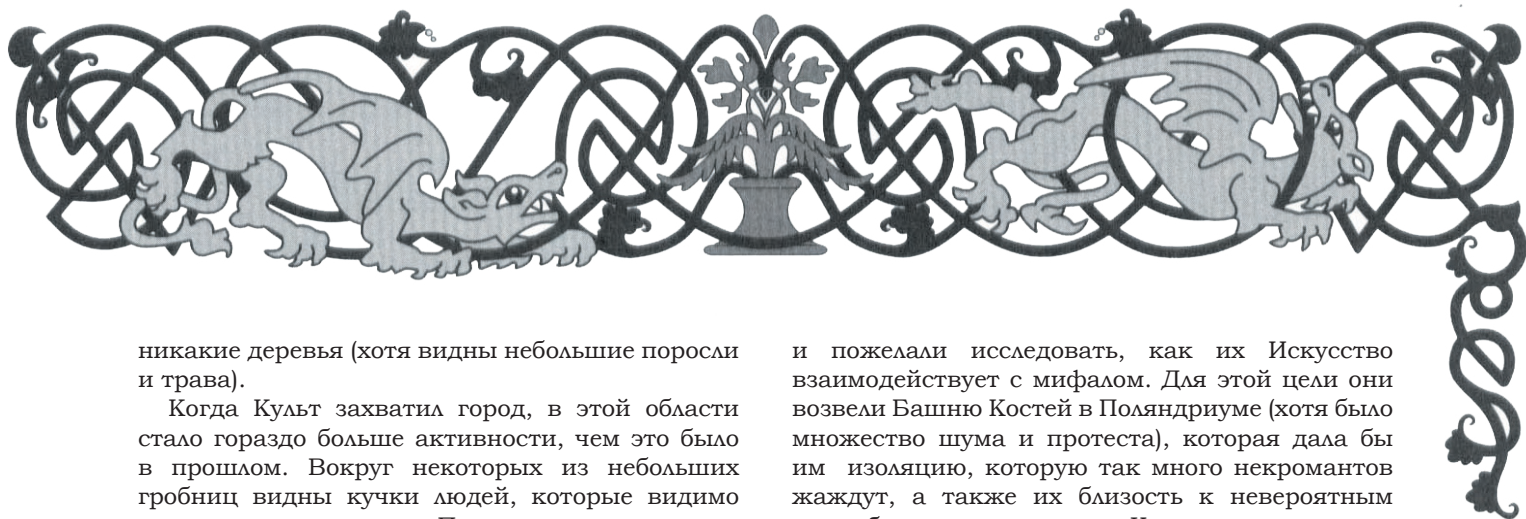 никакие деревья (хотя видны небольшие поросли
и трава).
Когда Культ захватил город, в этой области
стало гораздо больше активности, чем это было
в прошлом. Вокруг некоторых из небольших
гробниц видны кучки людей, которые видимо
и пожелали исследовать, как их Искусство
взаимодействует с мифалом. Для этой цели они
возвели Башню Костей в Поляндриуме (хотя было
множество шума и протеста), которая дала бы
им изоляцию, которую так много некромантов
жаждут, а также их близость к невероятным